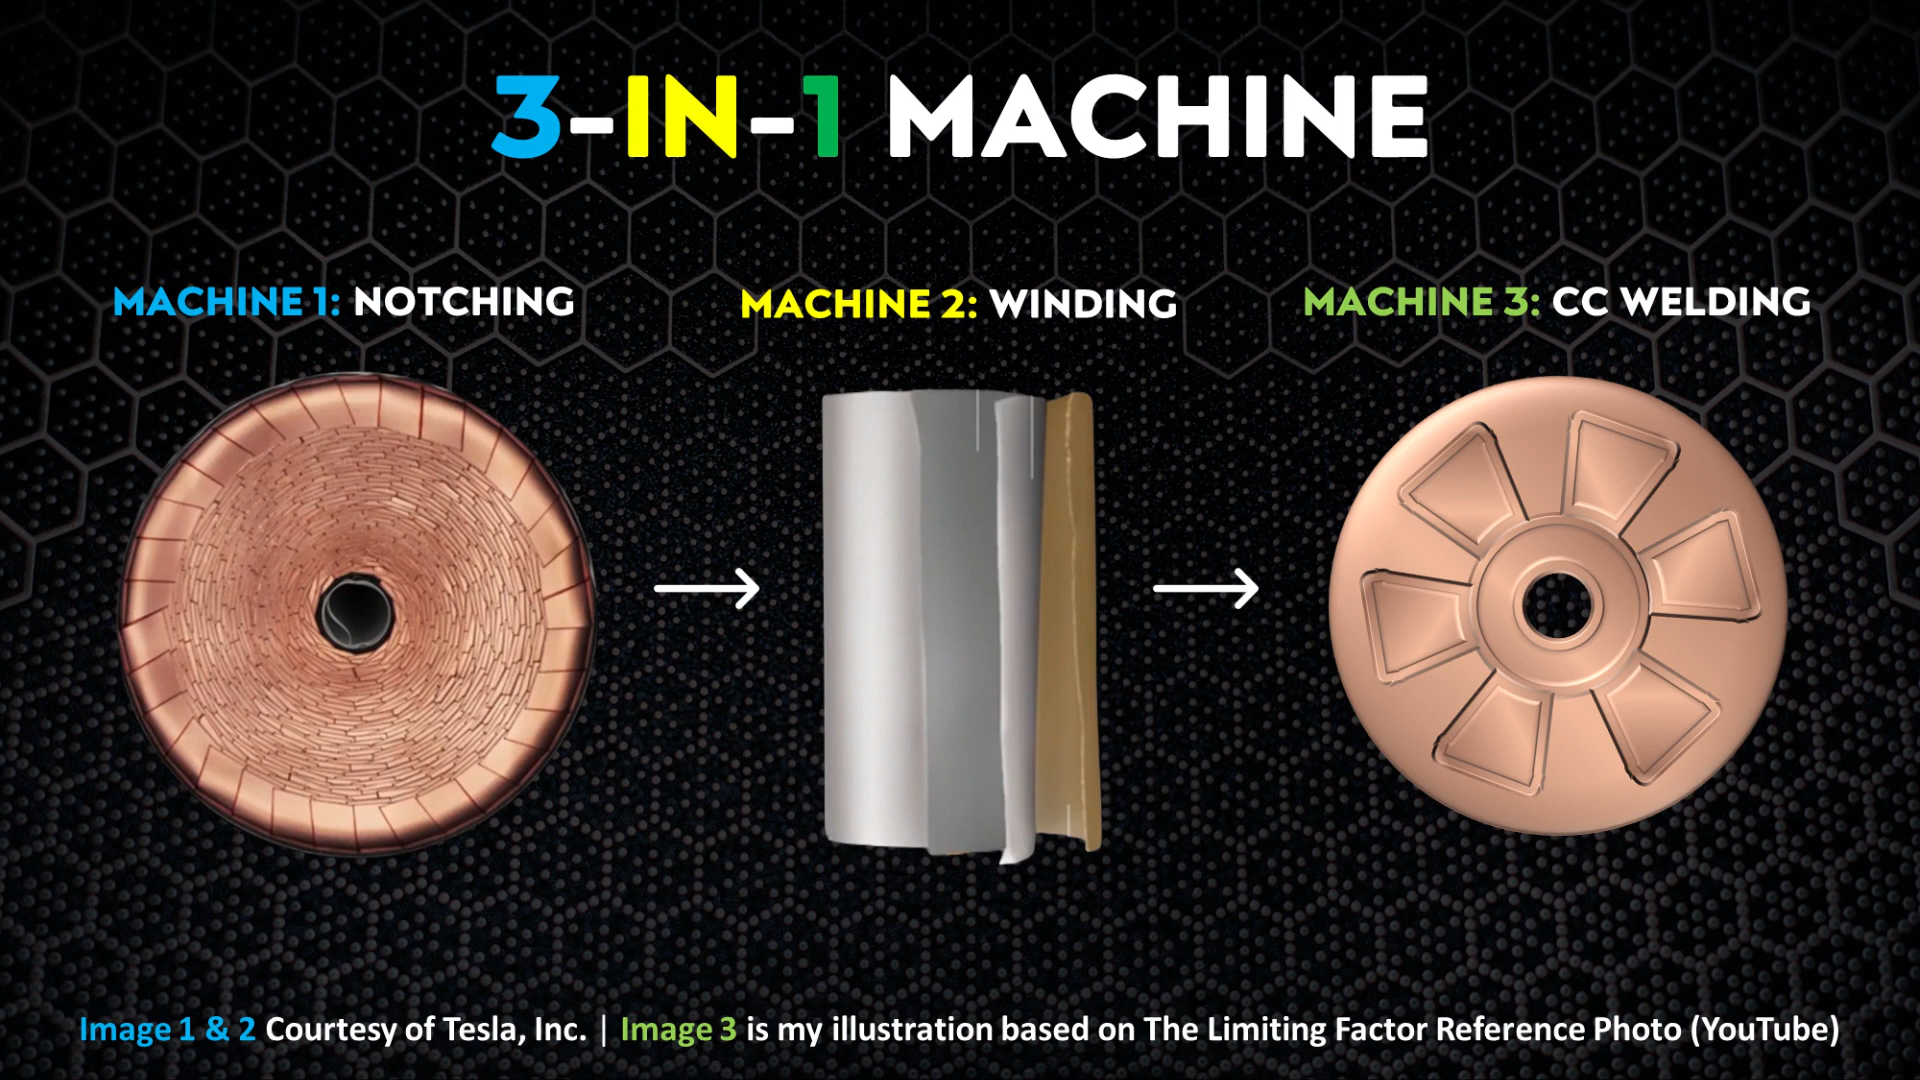 3-IN-1 MACHINE
MACHINE 1: NOTCHING
MACHINE 2: WINDING
MACHINE 3: CC WELDING
Image 1 & 2 Courtesy of Tesla, Inc. | Image 3 is my illustration based on The Limiting Factor Reference Photo (YouTube)